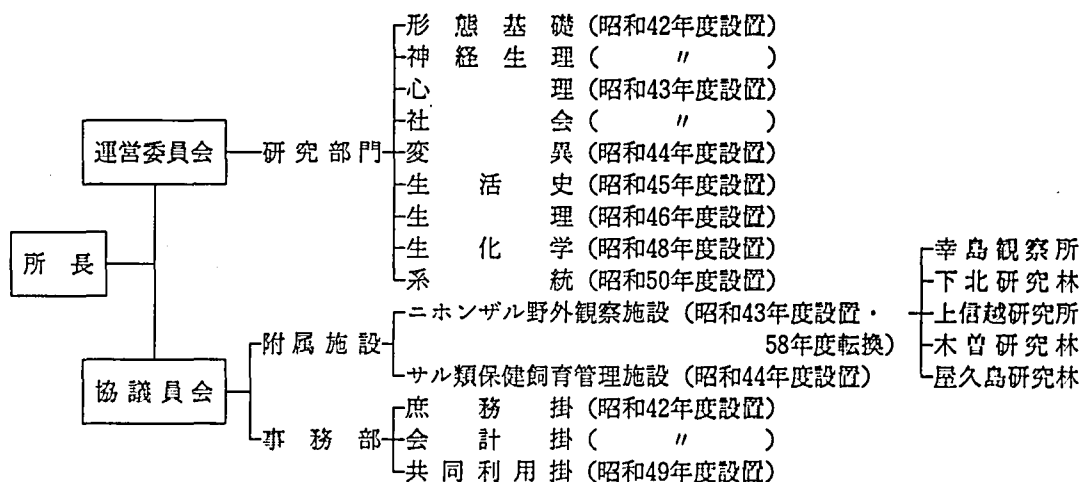 形態基礎（昭和42年度設置）
神経生理（　〃　）
心理（昭和43年度設置）
社会（　〃　）
運営委員会 研究部門 変異（昭和44年度設置）
生活史（昭和45年度設置）
生理（昭和46年度設置）
生化学（昭和48年度設置）
系統（昭和50年度設置）
所長
ニホンザル野外観察施設（昭和43年度設置・
58年度転換）
幸島観察所
下北研究林
上信越研究所
木曽研究林
屋久島研究林
附属施設
サル類保健飼育管理施設（昭和44年度設置）
協議員会
庶務掛（昭和42年度設置）
事務部 会計掛（　〃　）
共同利用掛（昭和49年度設置）